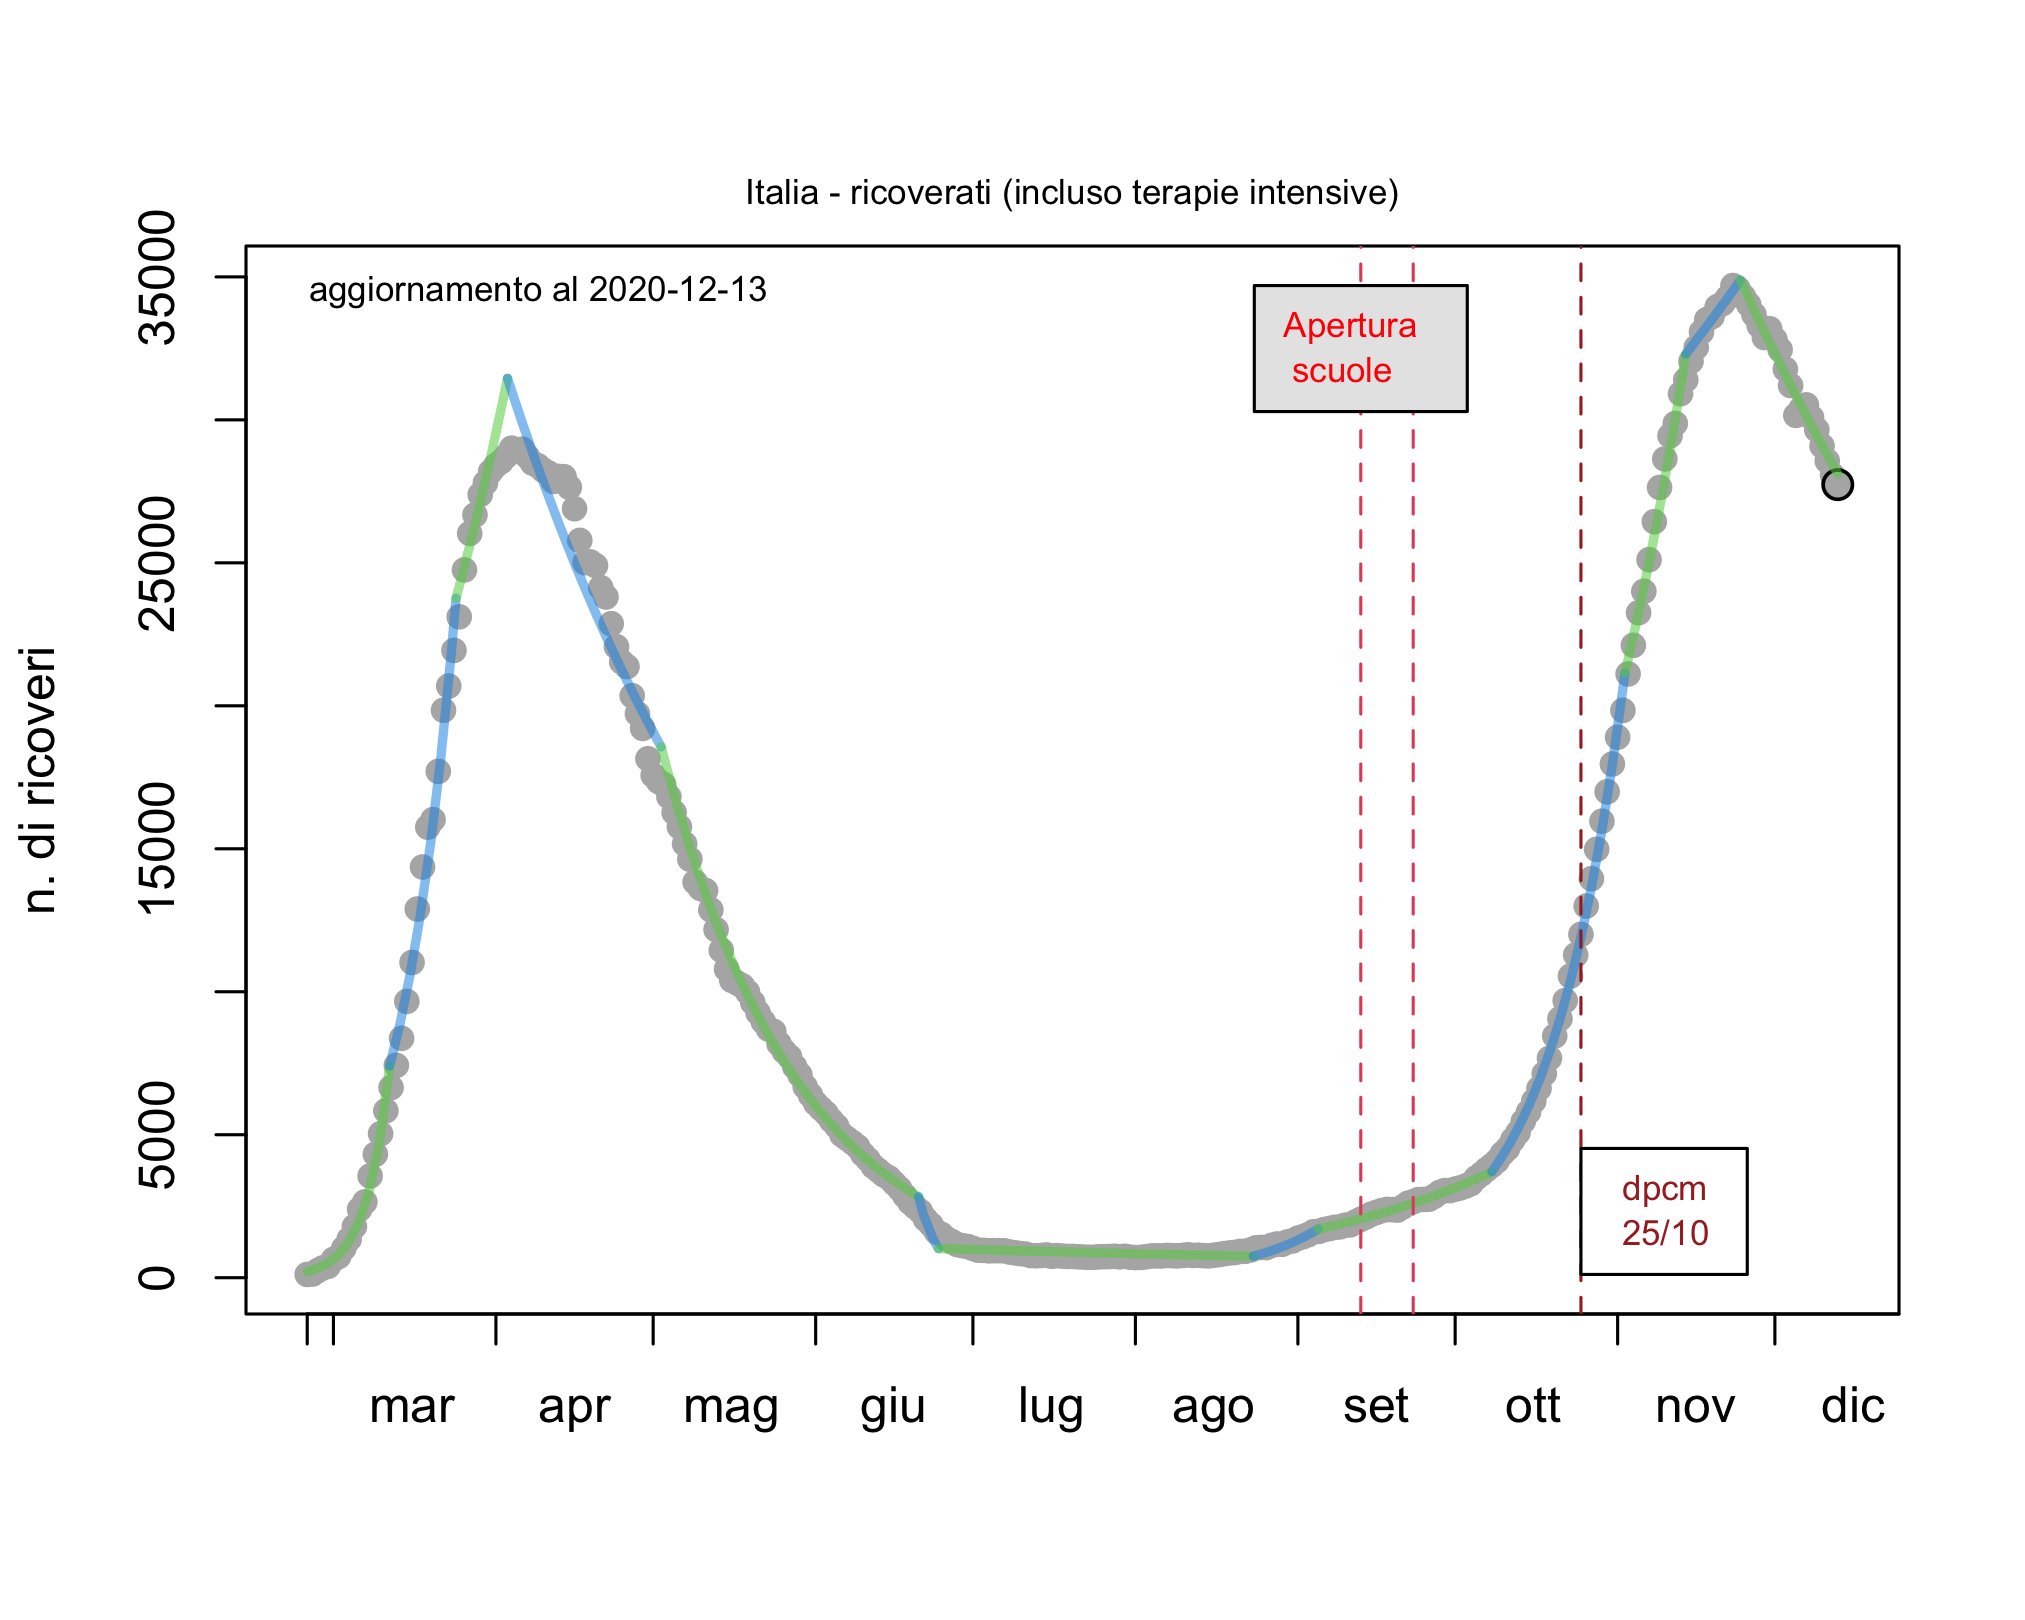 Italia - ricoverati (incluso terapie intensive)
aggiornamento al 2020-12-13
Apertura
scuole
dpcm
25/10
n. di ricoveri
35000
25000
15000
5000
0
mar apr mag giu lug ago set ott nov dic